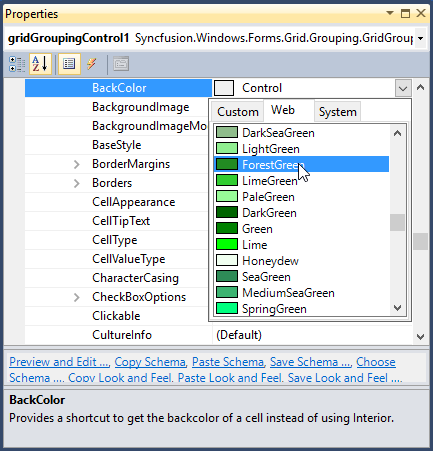 Properties
gridGroupingControl1 Syncfusion.Windows.Forms.Grid.Grouping.GridGroup
BackColor Control
BackgroundImage
BackgroundImageMo
BaseStyle
BorderMargins
Borders
CellAppearance
CellTipText
CellType
CellValueType
CharacterCasing
CheckBoxOptions
Clickable
CultureInfo (Default)
Custom Web System
DarkSeaGreen
LightGreen
ForestGreen
LimeGreen
PaleGreen
DarkGreen
Green
Lime
Honeydew
SeaGreen
MediumSeaGreen
SpringGreen
Preview and Edit ..., Copy Schema, Paste Schema, Save Schema ..., Choose
Schema ..., Copy Look and Feel, Paste Look and Feel, Save Look and Feel ...,
BackColor
Provides a shortcut to get the backcolor of a cell instead of using Interior.